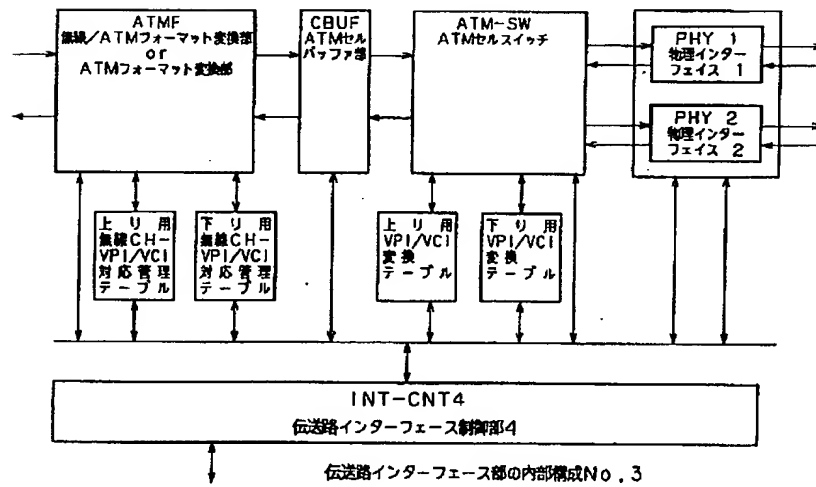 ATMF
無線/ATMフォーマット変換部
or
ATMフォーマット変換部
CBUF
ATMセル
バッファ部
ATM-SW
ATMセルスイッチ
PHY 1
物理インター
フェイス 1
PHY 2
物理インター
フェイス 2
上り用
無線CH-
VPI/VCI
対応管理
テーブル
下り用
無線CH-
VPI/VCI
対応管理
テーブル
上り用
VPI/VCI
変換
テーブル
下り用
VPI/VCI
変換
テーブル
INT-CNT4
伝送路インターフェース制御部4
伝送路インターフェース部の内部構成No.3